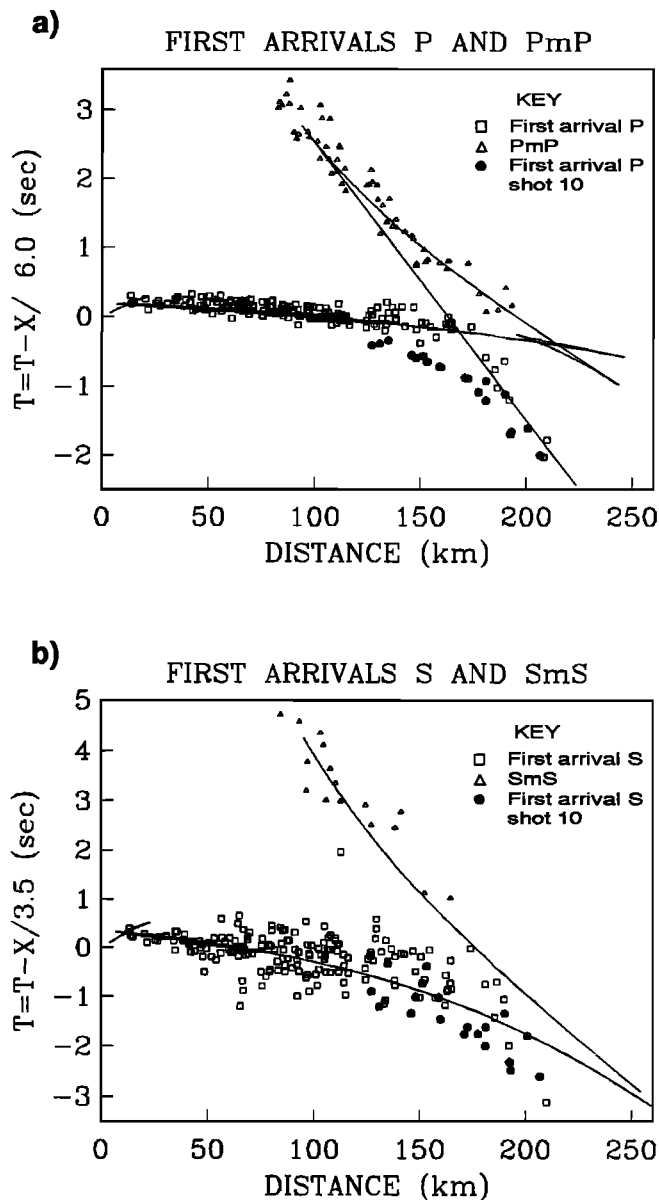 a)
FIRST ARRIVALS P AND PmP
KEY
First arrival P
PmP
First arrival P
shot 10
T=T-X/ 6.0 (sec)
3
2
1
0
-1
-2
0 50 100 150 200 250
DISTANCE (km)
b)
FIRST ARRIVALS S AND SmS
KEY
First arrival S
SmS
First arrival S
shot 10
T=T-X/3.5 (sec)
5
4
3
2
1
0
-1
-2
-3
0 50 100 150 200 250
DISTANCE (km)